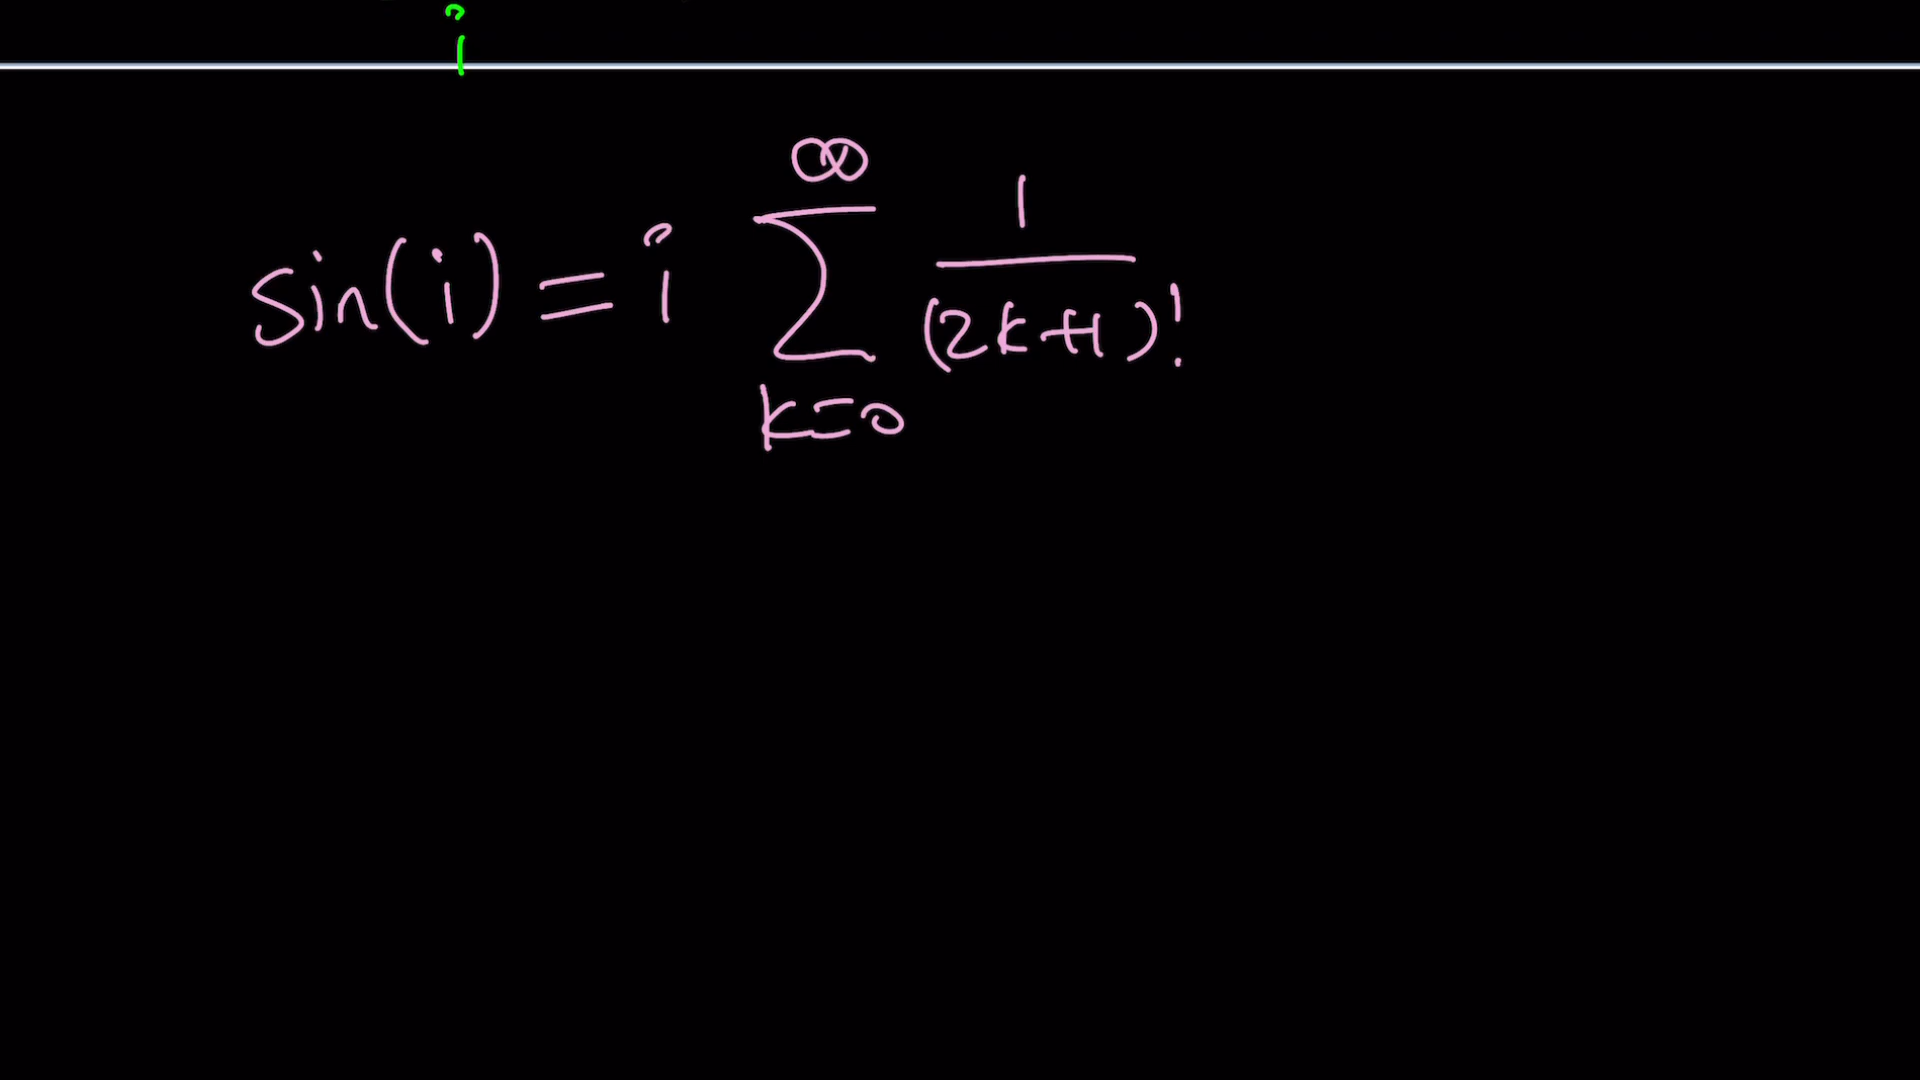 i
sin(i) = i ∞ ∑ k=0 1/(2k+1)!